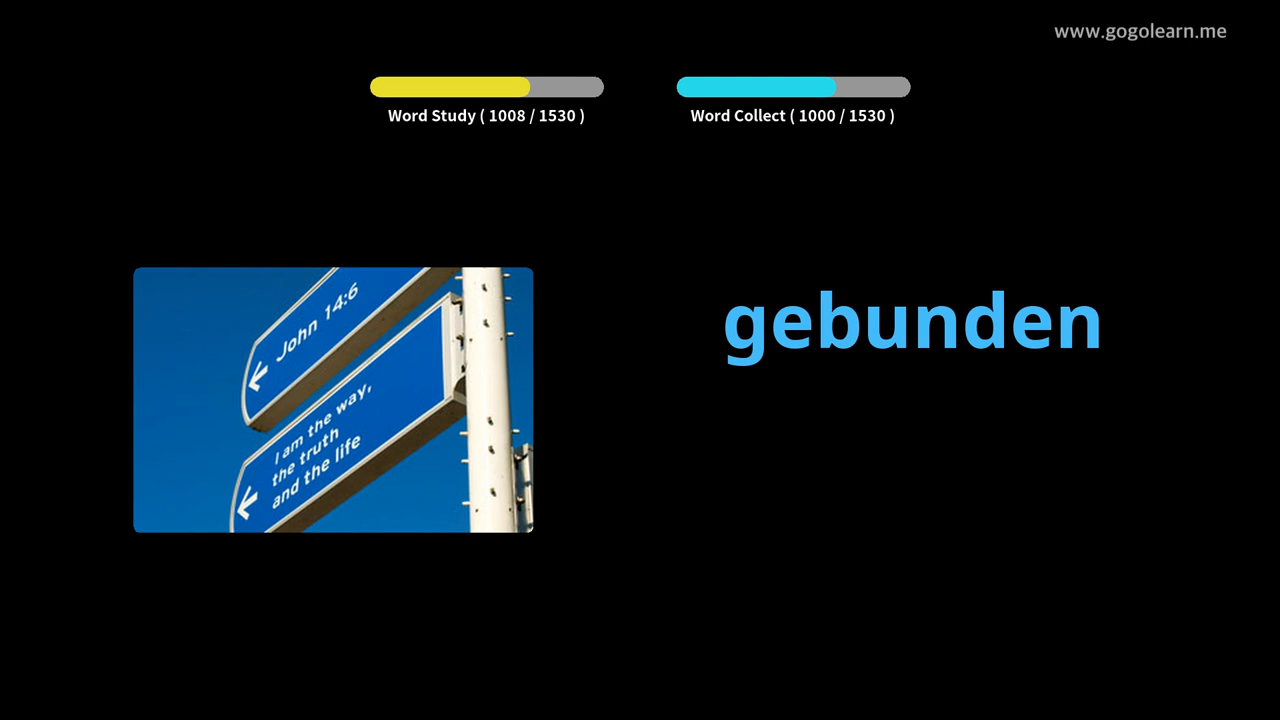 www.gogolearn.me
Word Study ( 1008 / 1530 )
Word Collect ( 1000 / 1530 )
John 14:6
I am the way,
the truth
and the life
gebunden